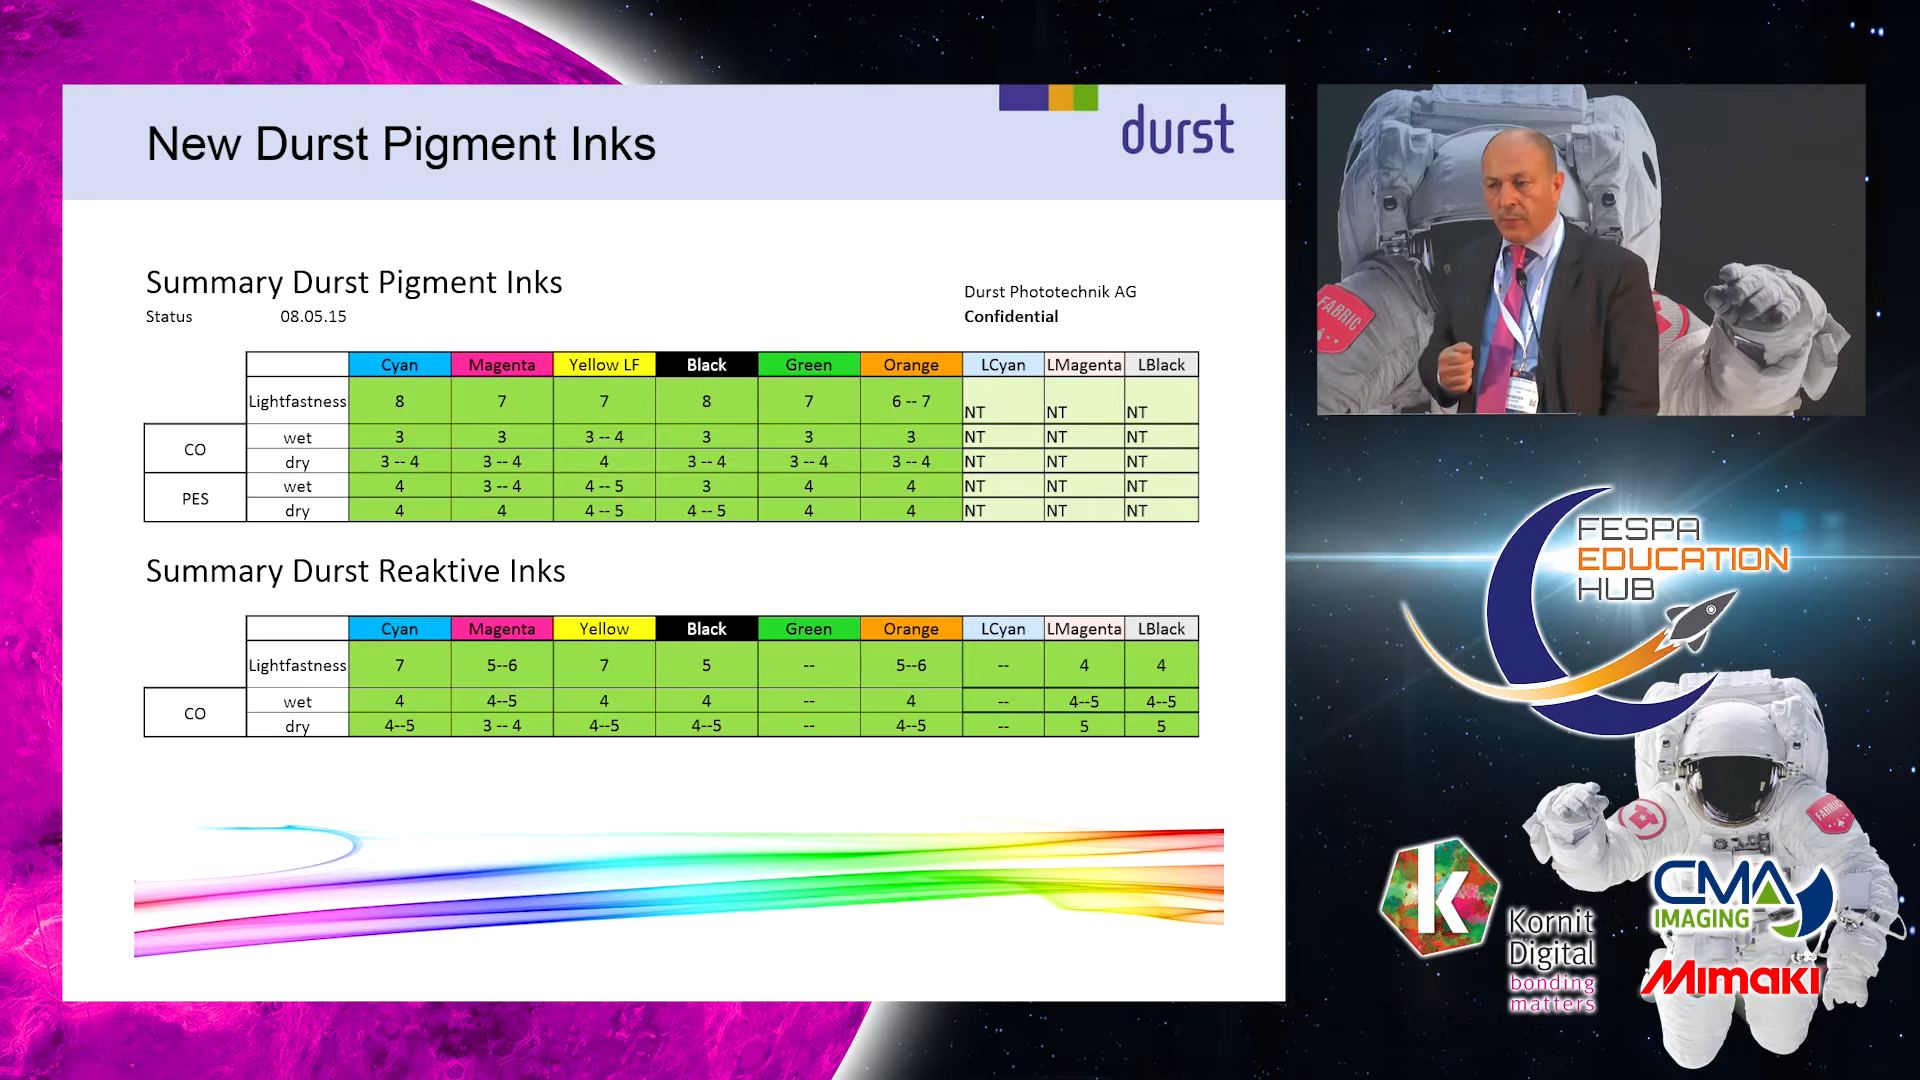 New Durst Pigment Inks
durst
Summary Durst Pigment Inks
Durst Phototechnik AG
Status 08.05.15
Confidential
Cyan Magenta Yellow LF Black Green Orange LCyan LMagenta LBlack
Lightfastness 8 7 7 8 7 6 -- 7 NT NT NT
CO wet 3 3 3 -- 4 3 3 3 NT NT NT
dry 3 -- 4 3 -- 4 4 3 -- 4 3 -- 4 3 -- 4 NT NT NT
PES wet 4 3 -- 4 4 -- 5 3 4 4 NT NT NT
dry 4 4 4 -- 5 4 -- 5 4 4 NT NT NT
Summary Durst Reaktive Inks
Cyan Magenta Yellow Black Green Orange LCyan LMagenta LBlack
Lightfastness 7 5--6 7 5 -- 5--6 -- 4 4
CO wet 4 4--5 4 4 -- 4 -- 4--5 4--5
dry 4--5 3 -- 4 4--5 4--5 -- 4--5 -- 5 5
FABRIC
FESPA
EDUCATION
HUB
FABRIC
k
Kornit
Digital
bonding
matters
CMA
IMAGING
Mimaki